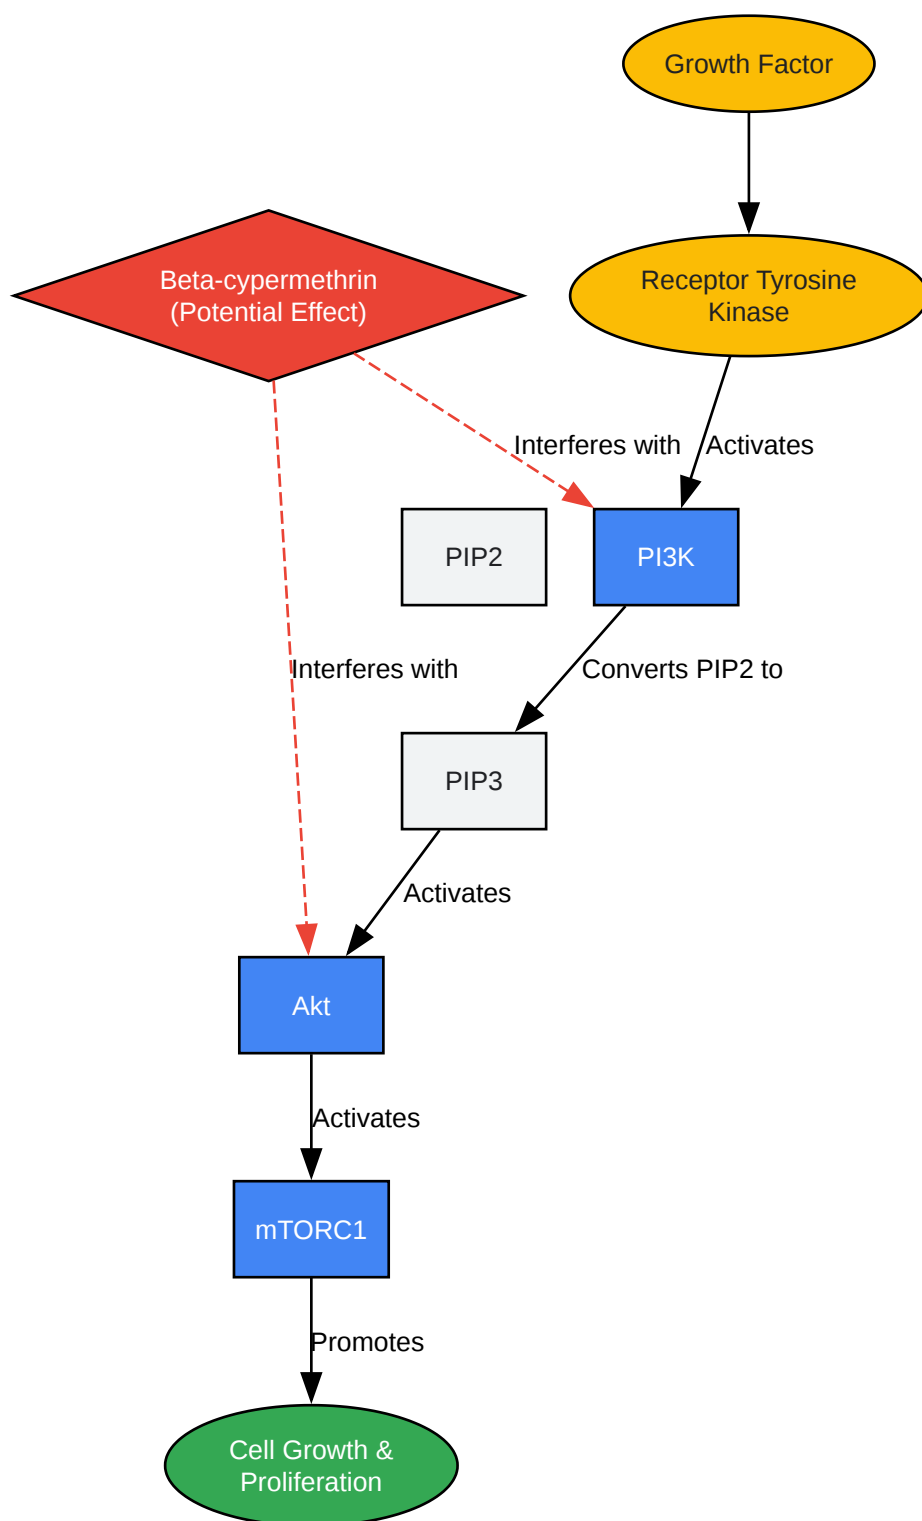 Growth Factor
Beta-cypermethrin
(Potential Effect)
Receptor Tyrosine
Kinase
Interferes with
Activates
PIP2
PI3K
Interferes with
Converts PIP2 to
PIP3
Activates
Akt
Activates
mTORC1
Promotes
Cell Growth &
Proliferation